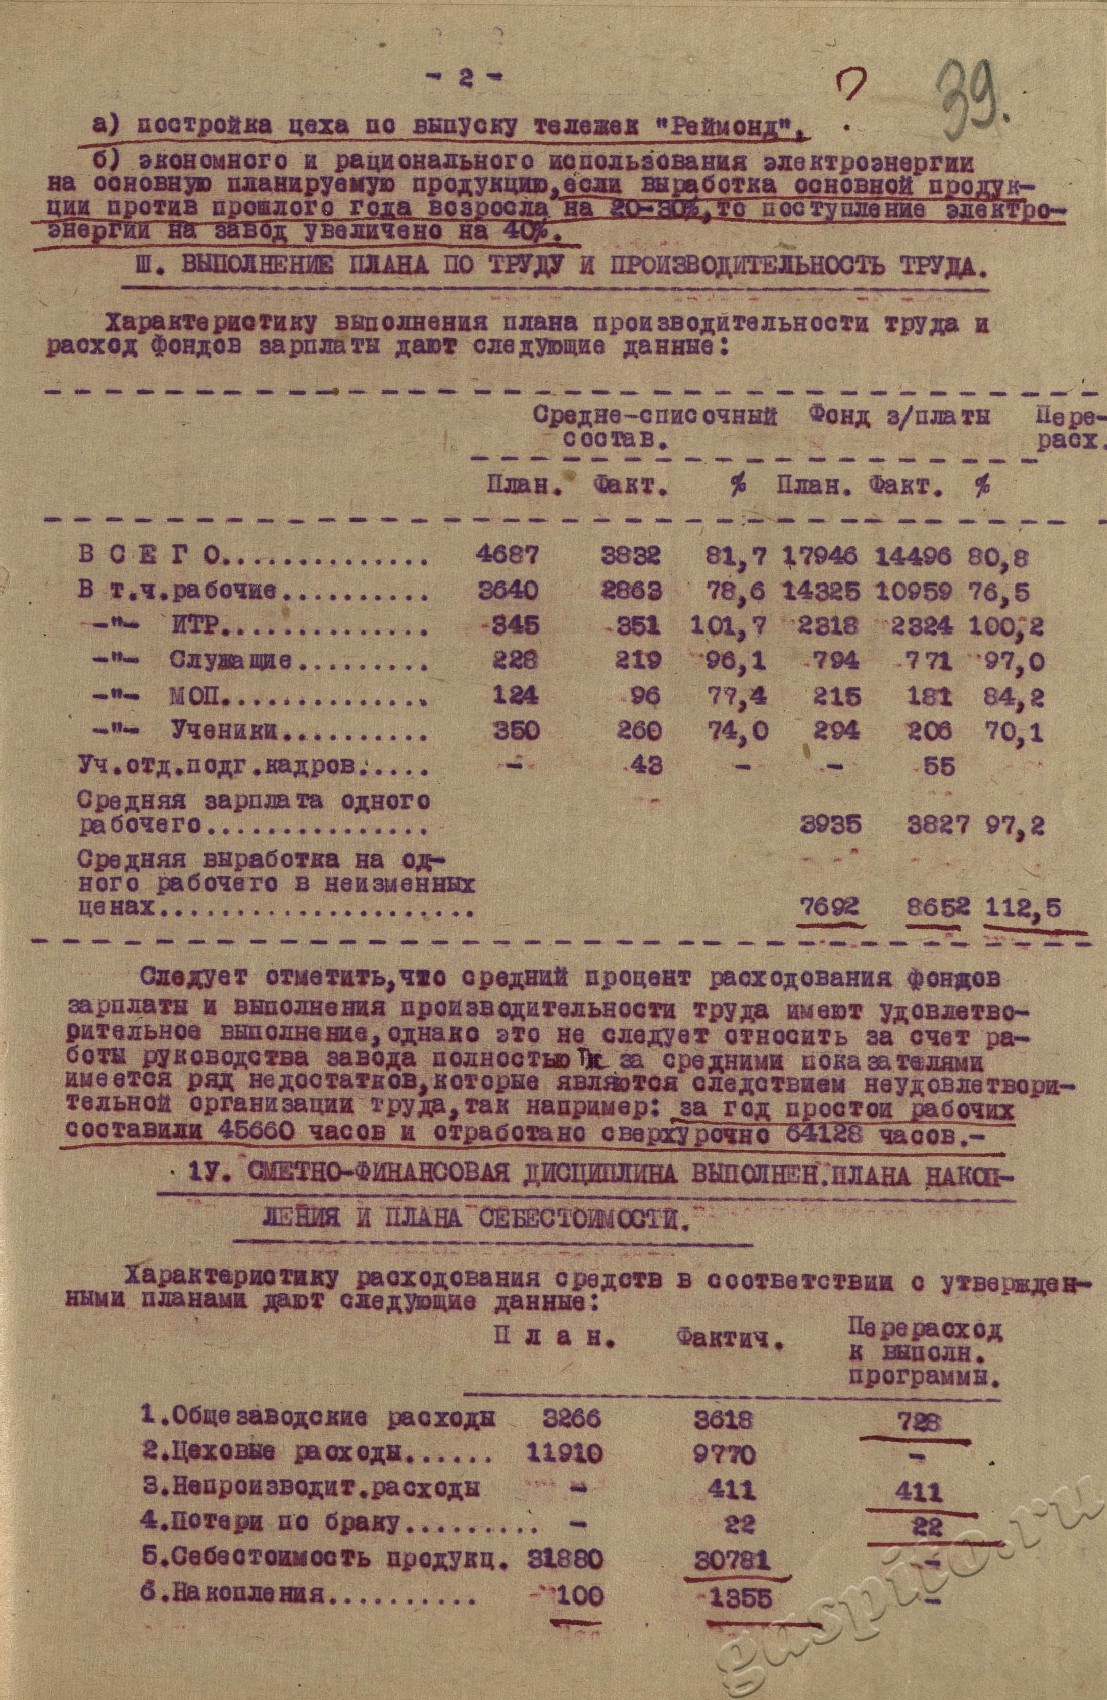 - 2 -
39.
а) постройка цеха по выпуску тележек "Реймонд",
б) экономного и рационального использования электроэнергии
на основную планируемую продукцию, если выработка основной продук-
ции против прошлого года возросла на 20-30%, то поступление электро-
энергии на завод увеличено на 40%.
Ш. ВЫПОЛНЕНИЕ ПЛАНА ПО ТРУДУ И ПРОИЗВОДИТЕЛЬНОСТЬ ТРУДА.
Характеристику выполнения плана производительности труда и
расход фондов зарплаты дают следующие данные:
Средне-списочный Фонд з/платы Пере-
состав. расх.
План. Факт. % План. Факт. %
В С Е Г О............... 4687 3832 81,7 17946 14496 80,8
В т.ч.рабочие.......... 3640 2863 78,6 14325 10959 76,5
-"- ИТР.............. 345 351 101,7 2318 2324 100,2
-"- Служащие......... 228 219 96,1 794 771 97,0
-"- МОП.............. 124 96 77,4 215 181 84,2
-"- Ученики.......... 350 260 74,0 294 206 70,1
Уч.отд.подг.кадров..... - 43 - - 55
Средняя зарплата одного
рабочего............... 3935 3827 97,2
Средняя выработка на од-
ного рабочего в неизменных
ценах..................... 7692 8652 112,5
Следует отметить, что средний процент расходования фондов
зарплаты и выполнения производительности труда имеют удовлетво-
рительное выполнение, однако это не следует относить за счет ра-
боты руководства завода полностью за средними показателями
имеется ряд недостатков, которые являются следствием неудовлетвори-
тельной организации труда, так например: за год простои рабочих
составили 45660 часов и отработано сверхурочно 64128 часов.-
1У. СМЕТНО-ФИНАНСОВАЯ ДИСЦИПЛИНА ВЫПОЛНЕН.ПЛАНА НАКОП-
ЛЕНИЯ И ПЛАНА СЕБЕСТОИМОСТИ.
Характеристику расходования средств в соответствии с утвержден-
ными планами дают следующие данные:
П л а н. Фактич. Перерасход
к выполн.
программы.
1.Общезаводские расходы 3266 3618 728
2.Цеховые расходы...... 11910 9770 -
3.Непроизводит.расходы - 411 411
4.Потери по браку......... - 22 22
5.Себестоимость продукц. 31880 30781 -
6.Накопления.......... 100 1355 -
gaspito.ru